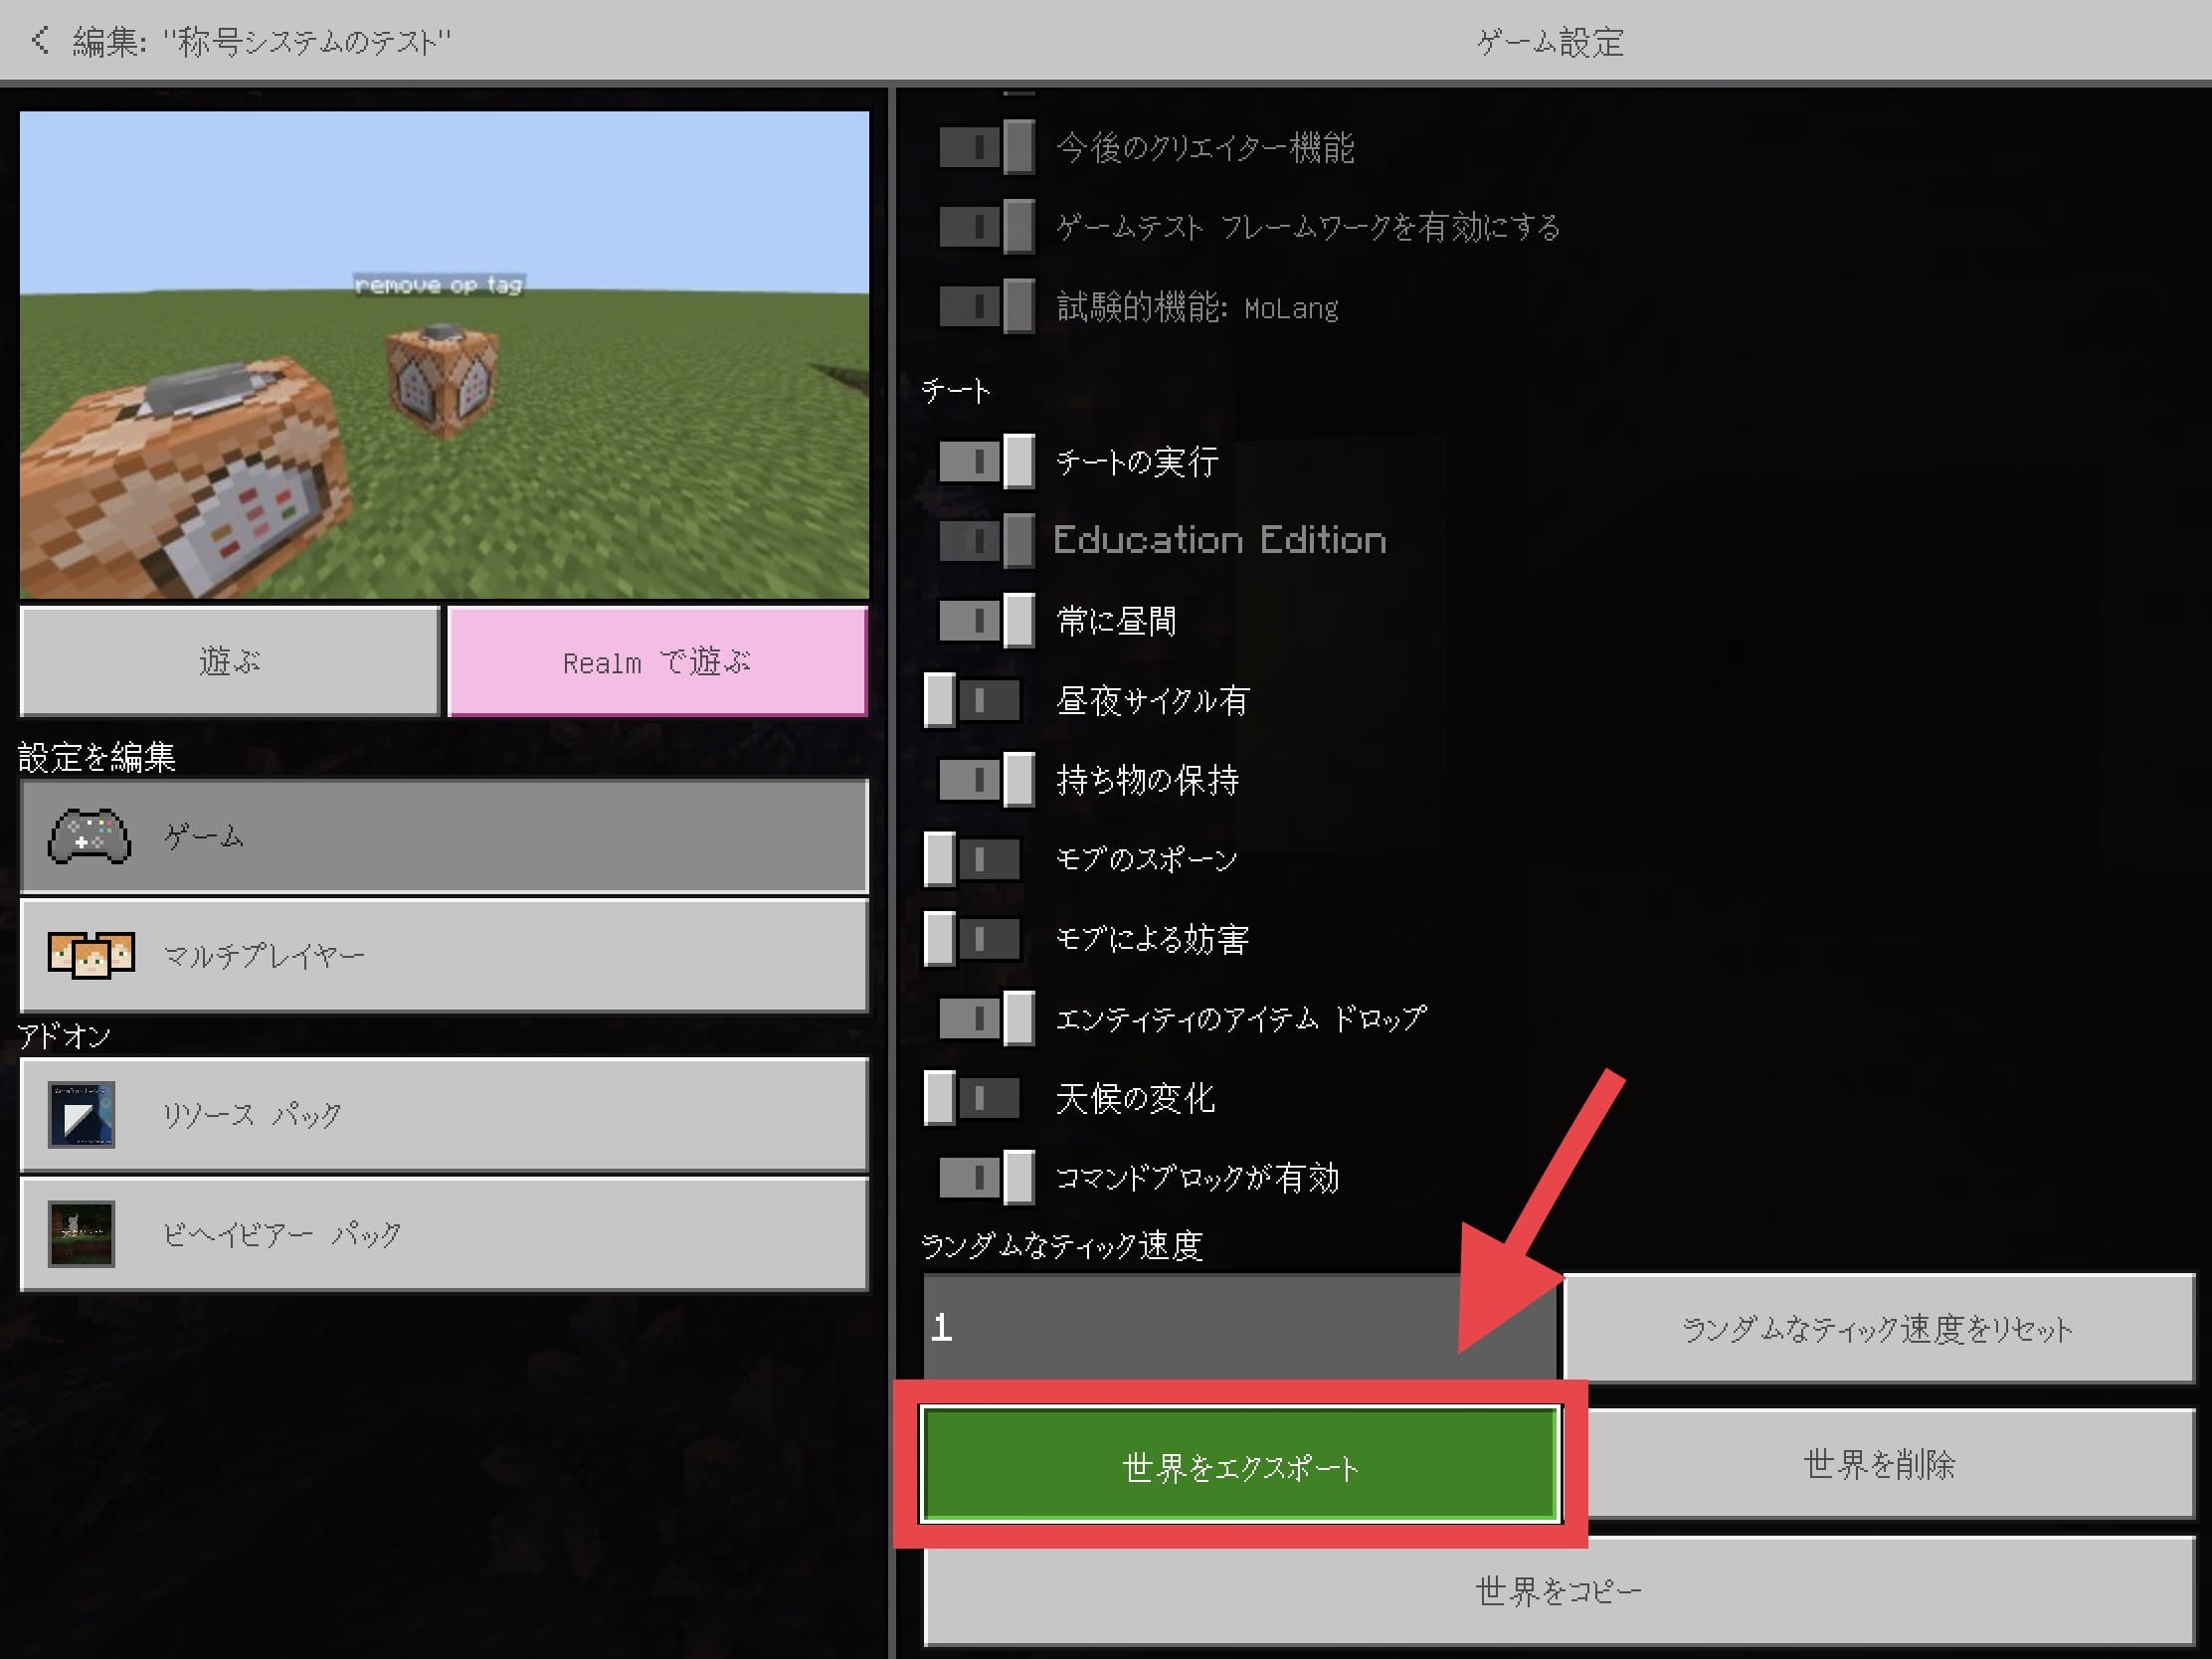 編集: "称号システムのテスト"
ゲーム設定
remove op tag
遊ぶ
Realm で遊ぶ
設定を編集
ゲーム
マルチプレイヤー
アドオン
リソース パック
ビヘイビアー パック
今後のクリエイター機能
ゲームテスト フレームワークを有効にする
試験的機能: MoLang
チート
チートの実行
Education Edition
常に昼間
昼夜サイクル有
持ち物の保持
モブのスポーン
モブによる妨害
エンティティのアイテム ドロップ
天候の変化
コマンドブロックが有効
ランダムなティック速度
1
ランダムなティック速度をリセット
世界をエクスポート
世界を削除
世界をコピー